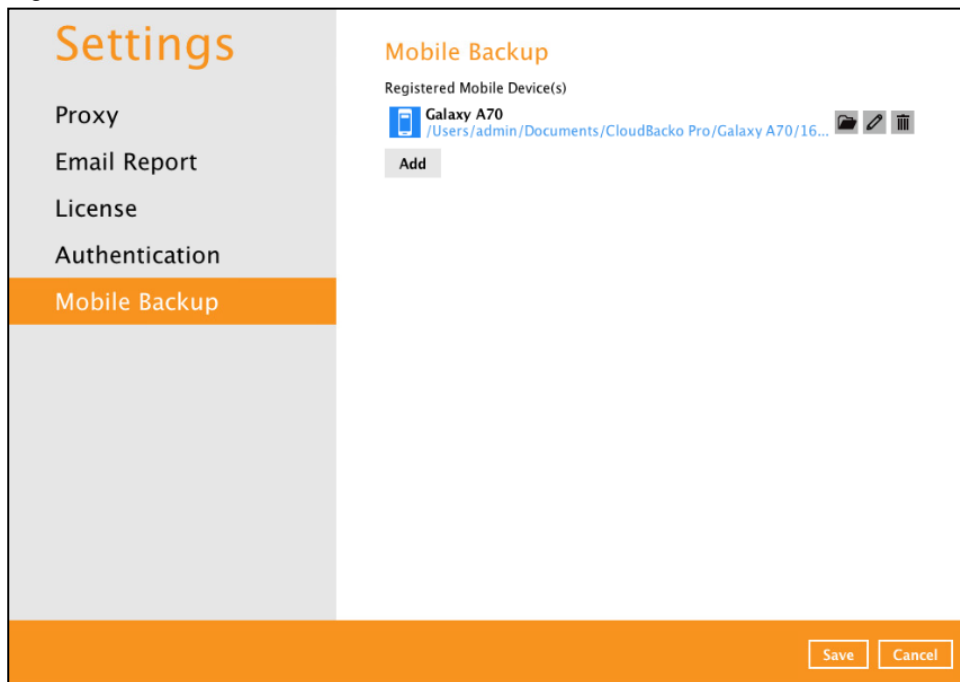 Settings
Proxy
Email Report
License
Authentication
Mobile Backup
Mobile Backup
Registered Mobile Device(s)
Galaxy A70
/Users/admin/Documents/CloudBacko Pro/Galaxy A70/16...
Add
Save
Cancel